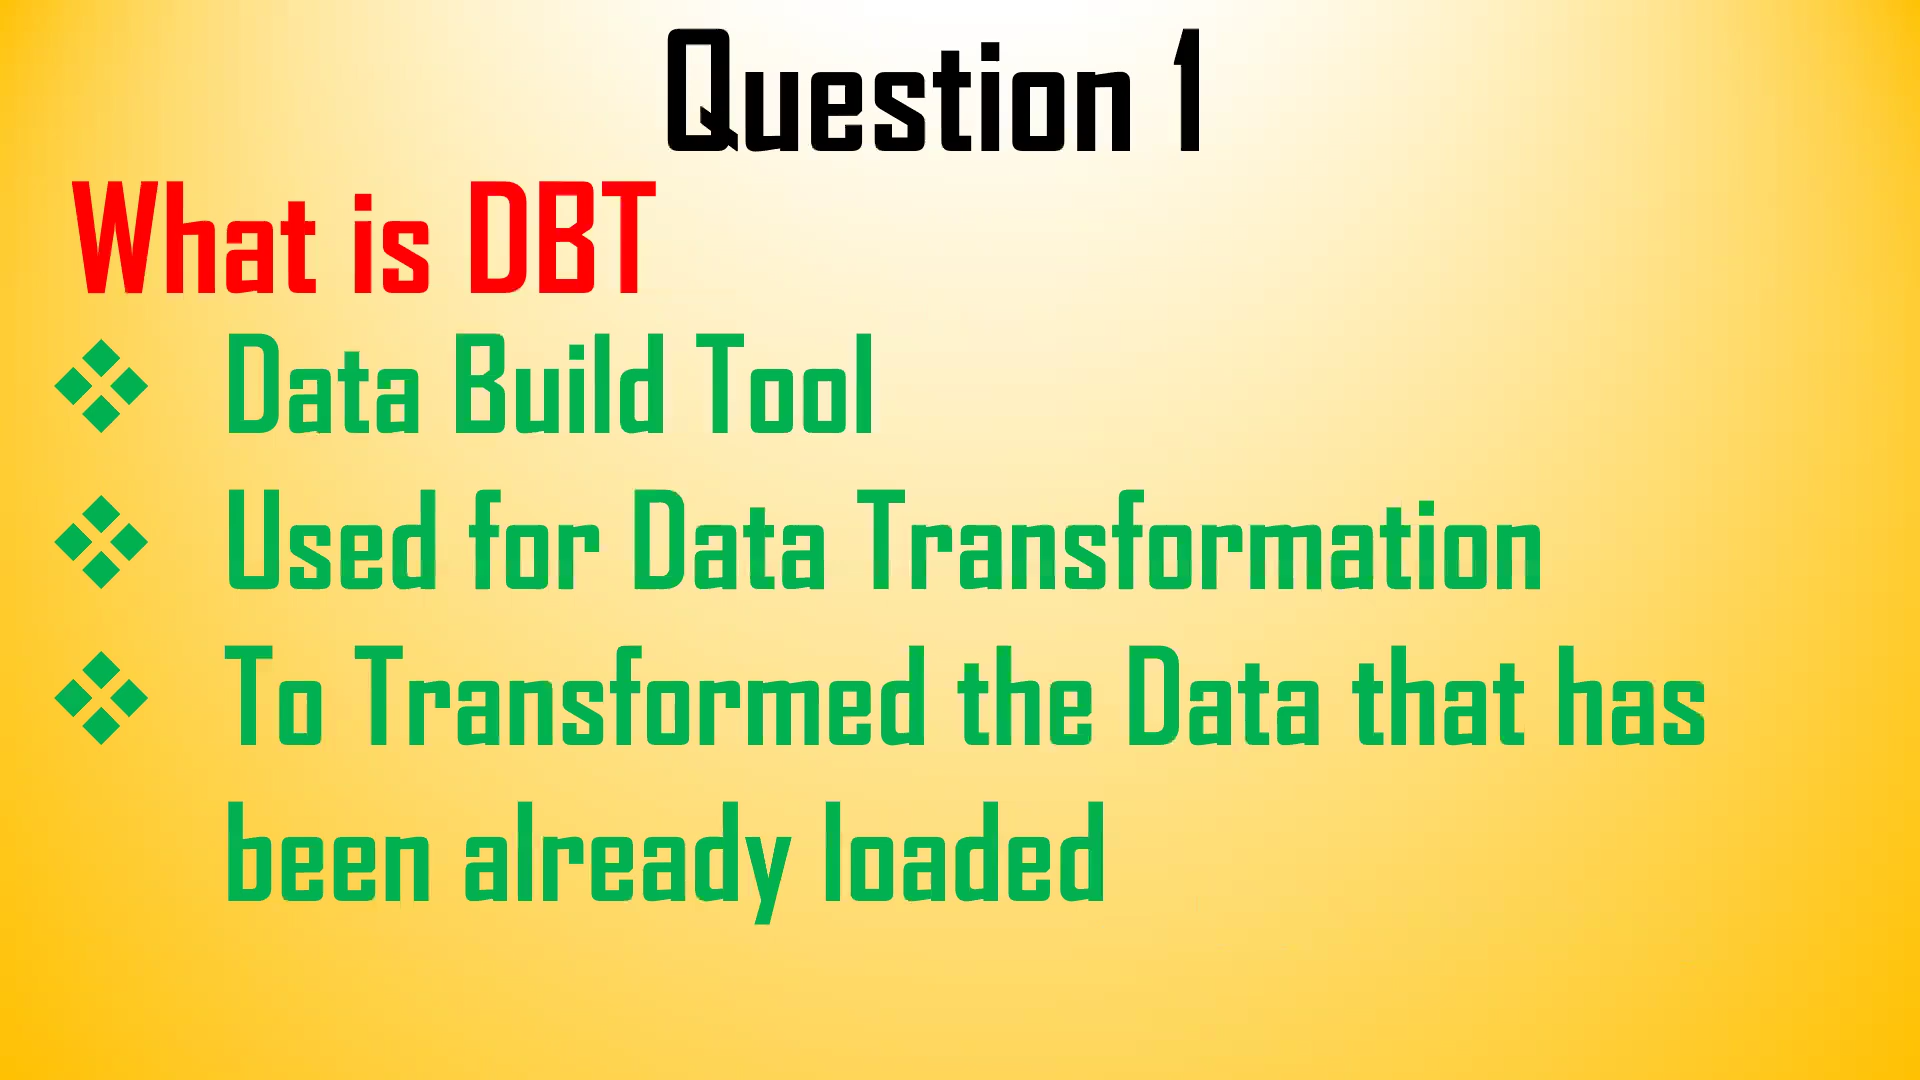 Question 1
What is DBT
Data Build Tool
Used for Data Transformation
To Transformed the Data that has
been already loaded